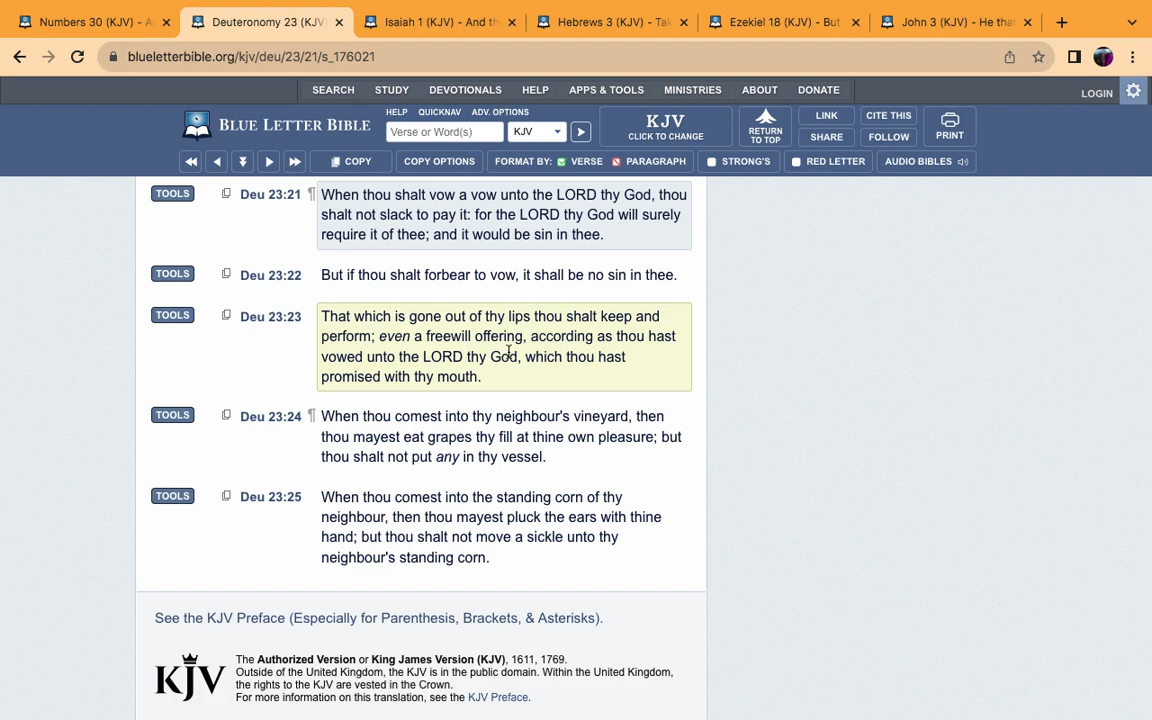 Numbers 30 (KJV) - A
Deuteronomy 23 (KJV)
Isaiah 1 (KJV) - And th
Hebrews 3 (KJV) - Tak
Ezekiel 18 (KJV) - But
John 3 (KJV) - He that
blueletterbible.org/kjv/deu/23/21/s_176021
SEARCH STUDY DEVOTIONALS HELP APPS & TOOLS MINISTRIES ABOUT DONATE LOGIN
BLUE LETTER BIBLE
HELP QUICKNAV ADV. OPTIONS
Verse or Word(s) KJV
KJV
CLICK TO CHANGE
RETURN
TO TOP
LINK CITE THIS
SHARE FOLLOW
PRINT
COPY COPY OPTIONS FORMAT BY: VERSE PARAGRAPH STRONG'S RED LETTER AUDIO BIBLES
TOOLS Deu 23:21 ¶ When thou shalt vow a vow unto the LORD thy God, thou
shalt not slack to pay it: for the LORD thy God will surely
require it of thee; and it would be sin in thee.
TOOLS Deu 23:22 But if thou shalt forbear to vow, it shall be no sin in thee.
TOOLS Deu 23:23 That which is gone out of thy lips thou shalt keep and
perform; even a freewill offering, according as thou hast
vowed unto the LORD thy God, which thou hast
promised with thy mouth.
TOOLS Deu 23:24 ¶ When thou comest into thy neighbour's vineyard, then
thou mayest eat grapes thy fill at thine own pleasure; but
thou shalt not put any in thy vessel.
TOOLS Deu 23:25 When thou comest into the standing corn of thy
neighbour, then thou mayest pluck the ears with thine
hand; but thou shalt not move a sickle unto thy
neighbour's standing corn.
See the KJV Preface (Especially for Parenthesis, Brackets, & Asterisks).
KJV
The Authorized Version or King James Version (KJV), 1611, 1769.
Outside of the United Kingdom, the KJV is in the public domain. Within the United Kingdom,
the rights to the KJV are vested in the Crown.
For more information on this translation, see the KJV Preface.